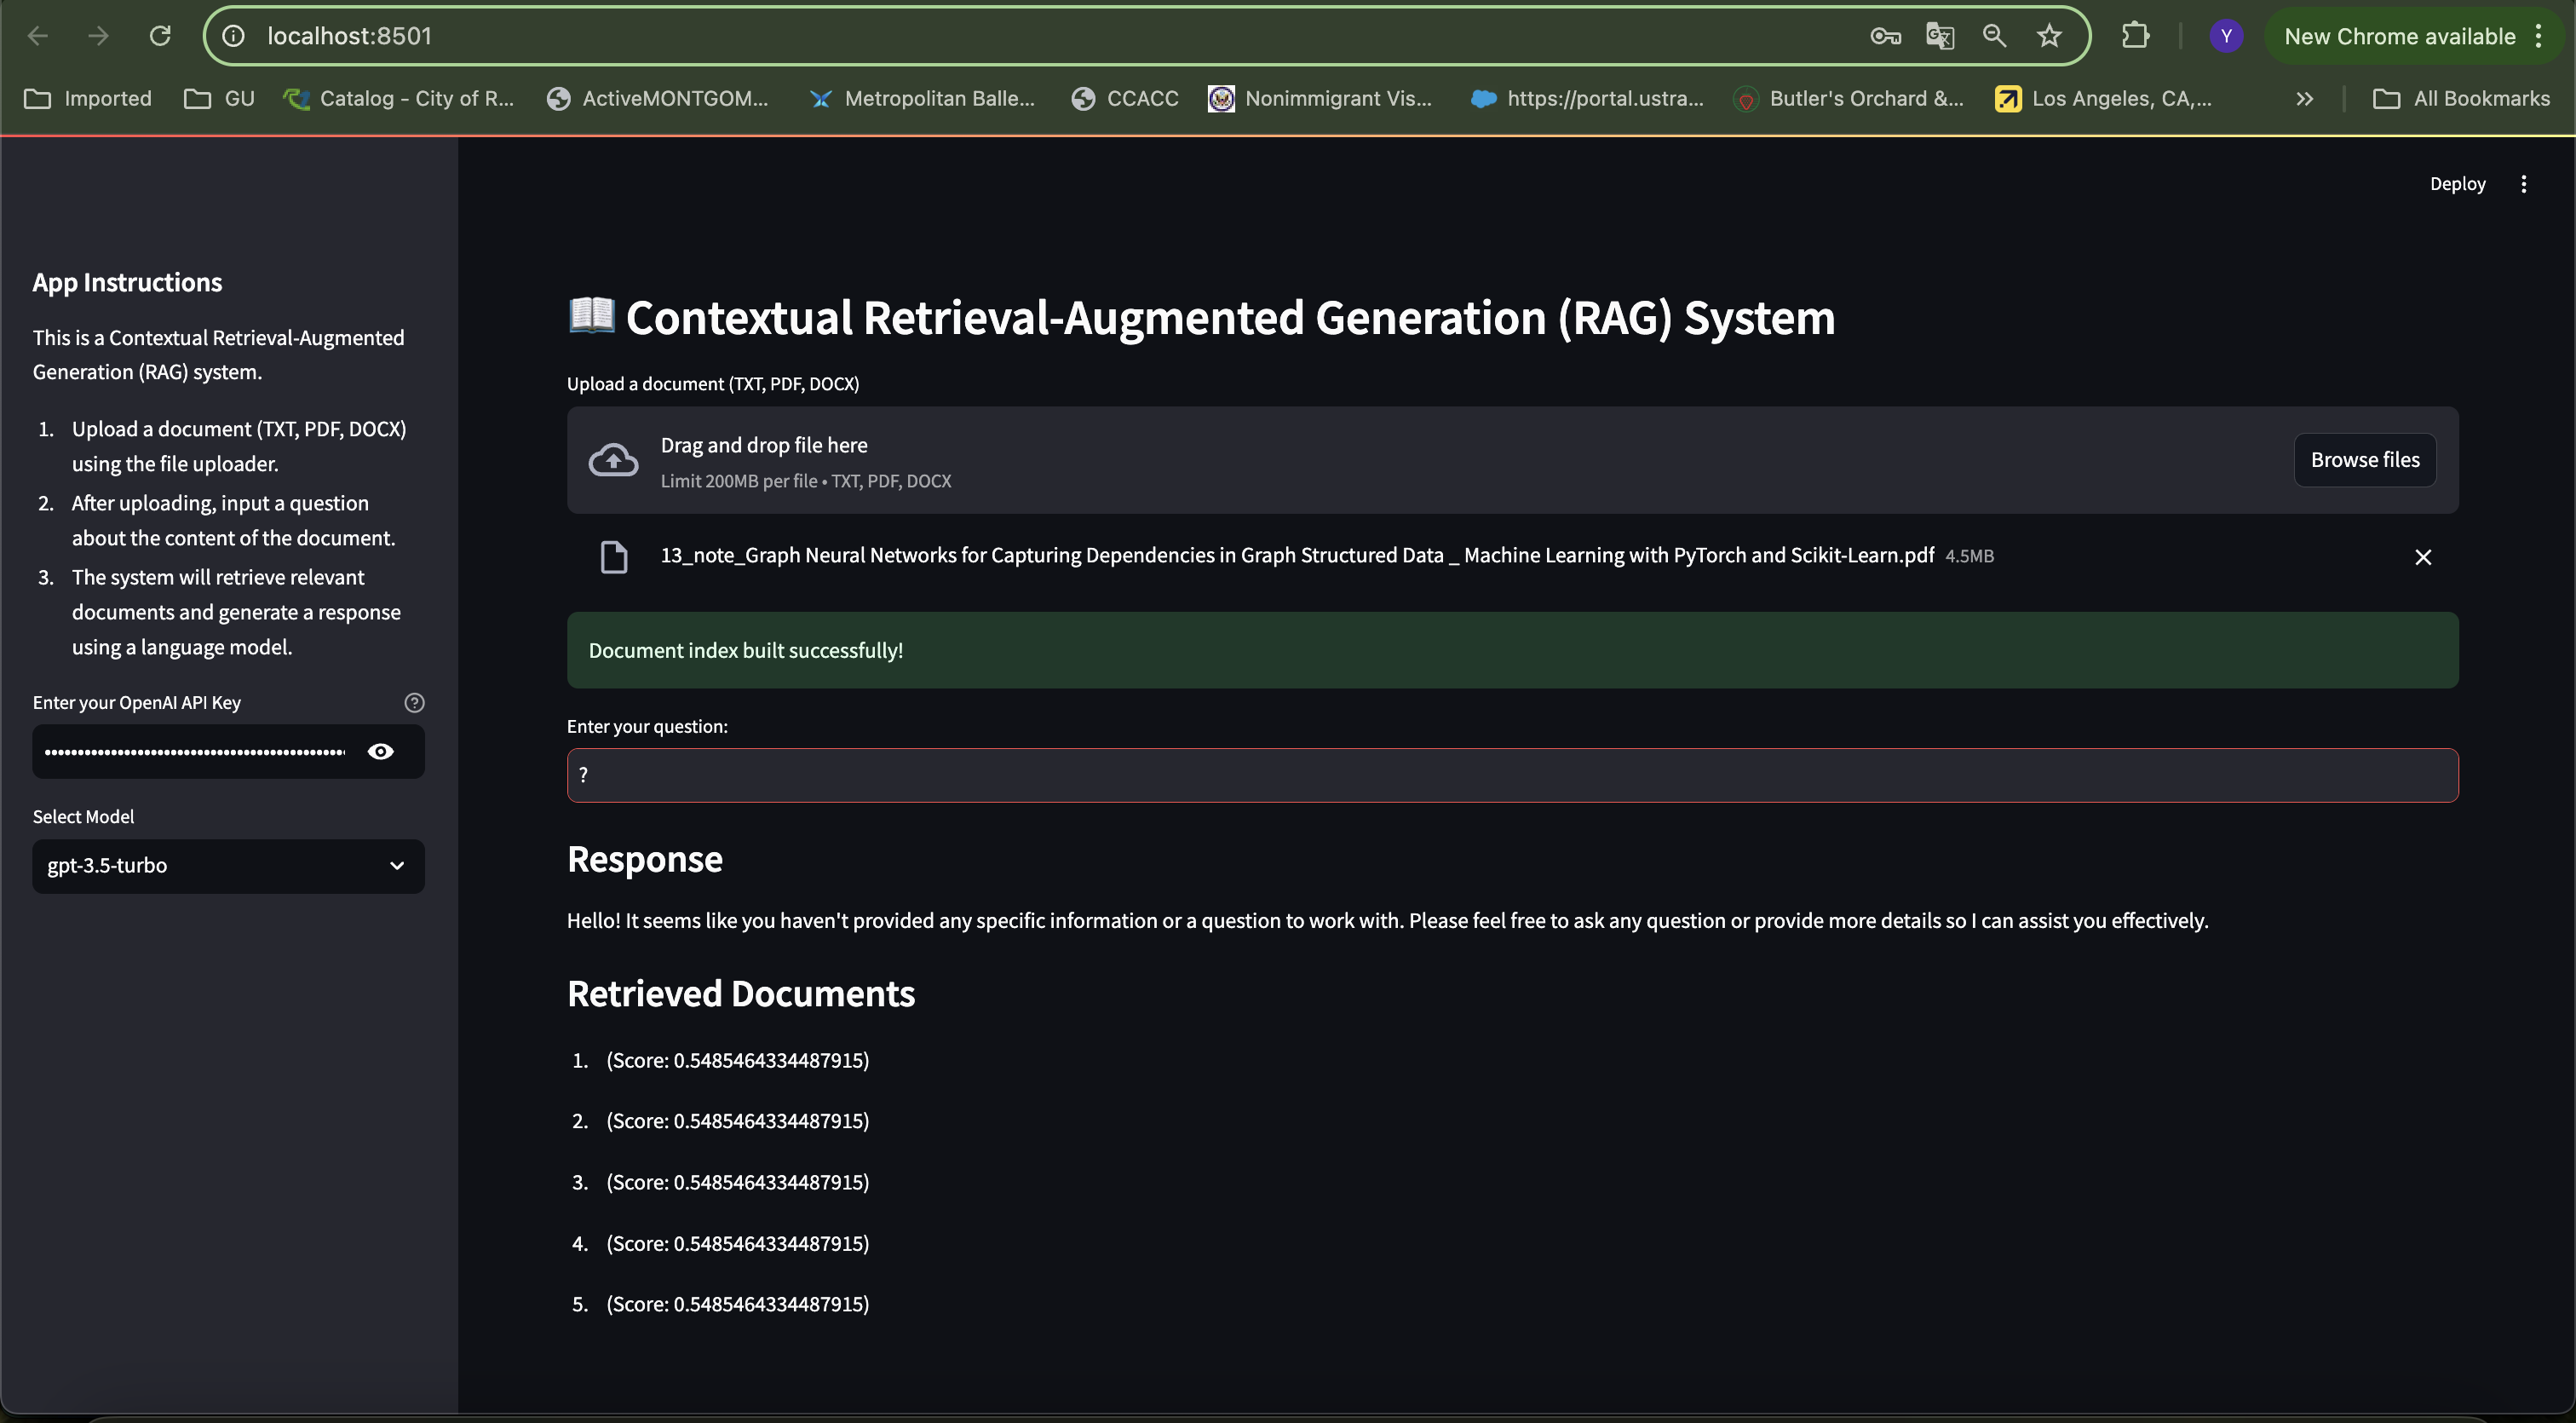 localhost:8501
New Chrome available
Y
Imported
GU
Catalog - City of R...
ActiveMONTGOM...
Metropolitan Balle...
CCACC
Nonimmigrant Vis...
https://portal.ustra...
Butler's Orchard &...
Los Angeles, CA,...
All Bookmarks
Deploy
App Instructions
This is a Contextual Retrieval-Augmented
Generation (RAG) system.
1. Upload a document (TXT, PDF, DOCX)
using the file uploader.
2. After uploading, input a question
about the content of the document.
3. The system will retrieve relevant
documents and generate a response
using a language model.
Enter your OpenAI API Key
Select Model
gpt-3.5-turbo
Contextual Retrieval-Augmented Generation (RAG) System
Upload a document (TXT, PDF, DOCX)
Drag and drop file here
Limit 200MB per file • TXT, PDF, DOCX
Browse files
13_note_Graph Neural Networks for Capturing Dependencies in Graph Structured Data _ Machine Learning with PyTorch and Scikit-Learn.pdf 4.5MB
Document index built successfully!
Enter your question:
?
Response
Hello! It seems like you haven't provided any specific information or a question to work with. Please feel free to ask any question or provide more details so I can assist you effectively.
Retrieved Documents
1. (Score: 0.5485464334487915)
2. (Score: 0.5485464334487915)
3. (Score: 0.5485464334487915)
4. (Score: 0.5485464334487915)
5. (Score: 0.5485464334487915)